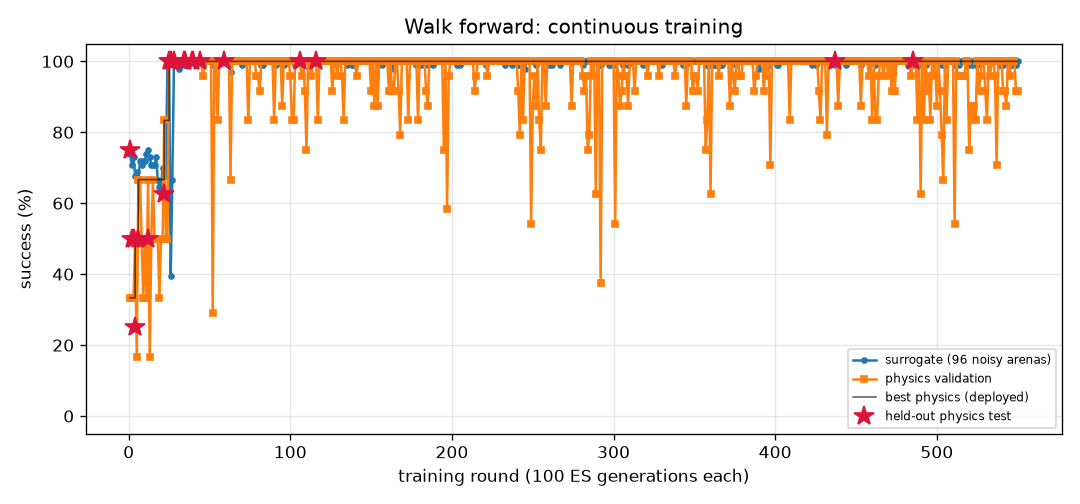 Walk forward: continuous training
success (%)
100
80
60
40
20
0
surrogate (96 noisy arenas)
physics validation
best physics (deployed)
held-out physics test
0 100 200 300 400 500
training round (100 ES generations each)